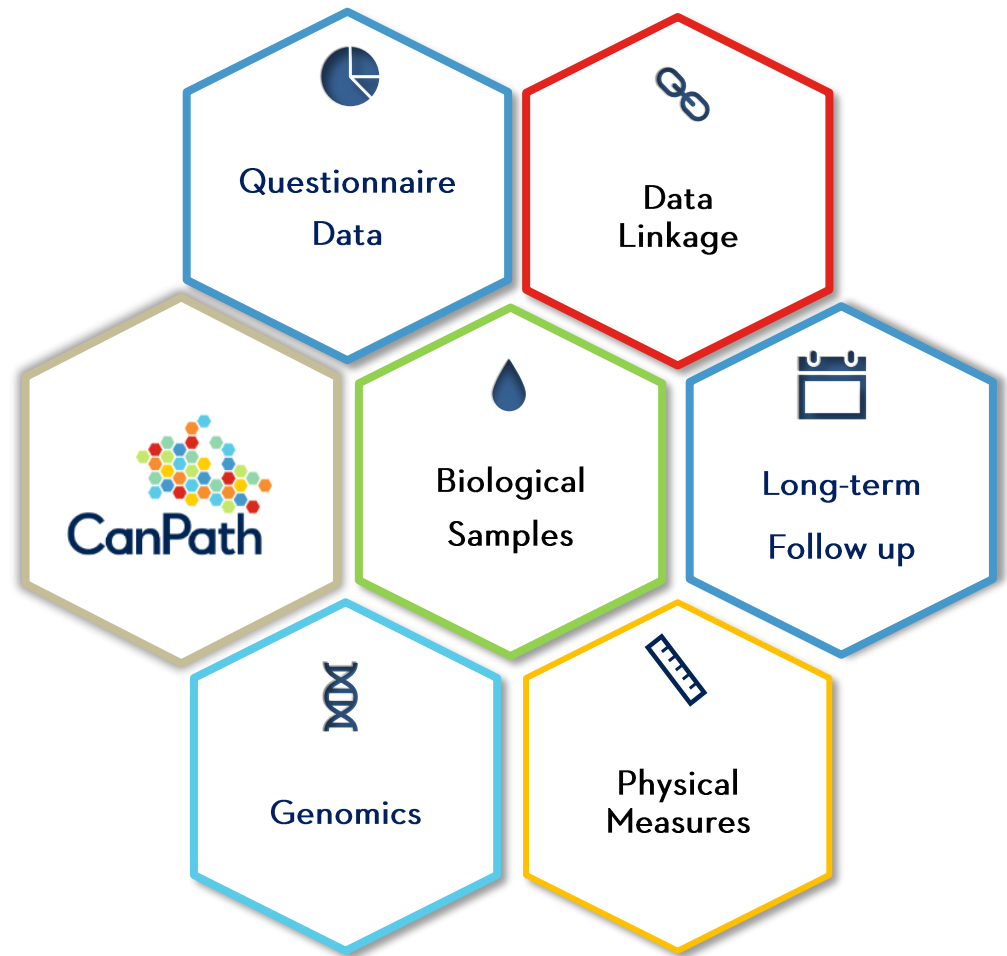 Questionnaire
Data
Data
Linkage
CanPath
Biological
Samples
Long-term
Follow up
Genomics
Physical
Measures